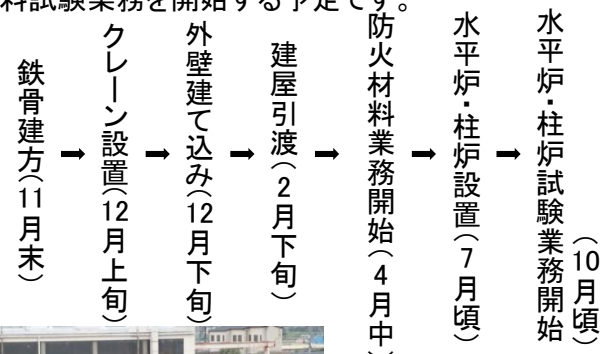 料試験業務を開始する予定です。
鉄骨建方（11月末）
➡
クレーン設置（12月上旬）
➡
外壁建て込み（12月下旬）
➡
建屋引渡（2月下旬）
➡
防火材料業務開始（4月中）
➡
水平炉・柱炉設置（7月頃）
➡
水平炉・柱炉試験業務開始
（10月頃）